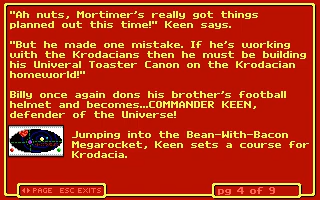 "Ah nuts, Mortimer's really got things
planned out this time!" Keen says.
"But he made one mistake. If he's working
with the Krodacians then he must be building
his Univeral Toaster Canon on the Krodacian
homeworld!"
Billy once again dons his brother's football
helmet and becomes...COMMANDER KEEN,
defender of the Universe!
Jumping into the Bean-With-Bacon
Megarocket, Keen sets a course for
Krodacia.
PAGE ESC EXITS
pg 4 of 9